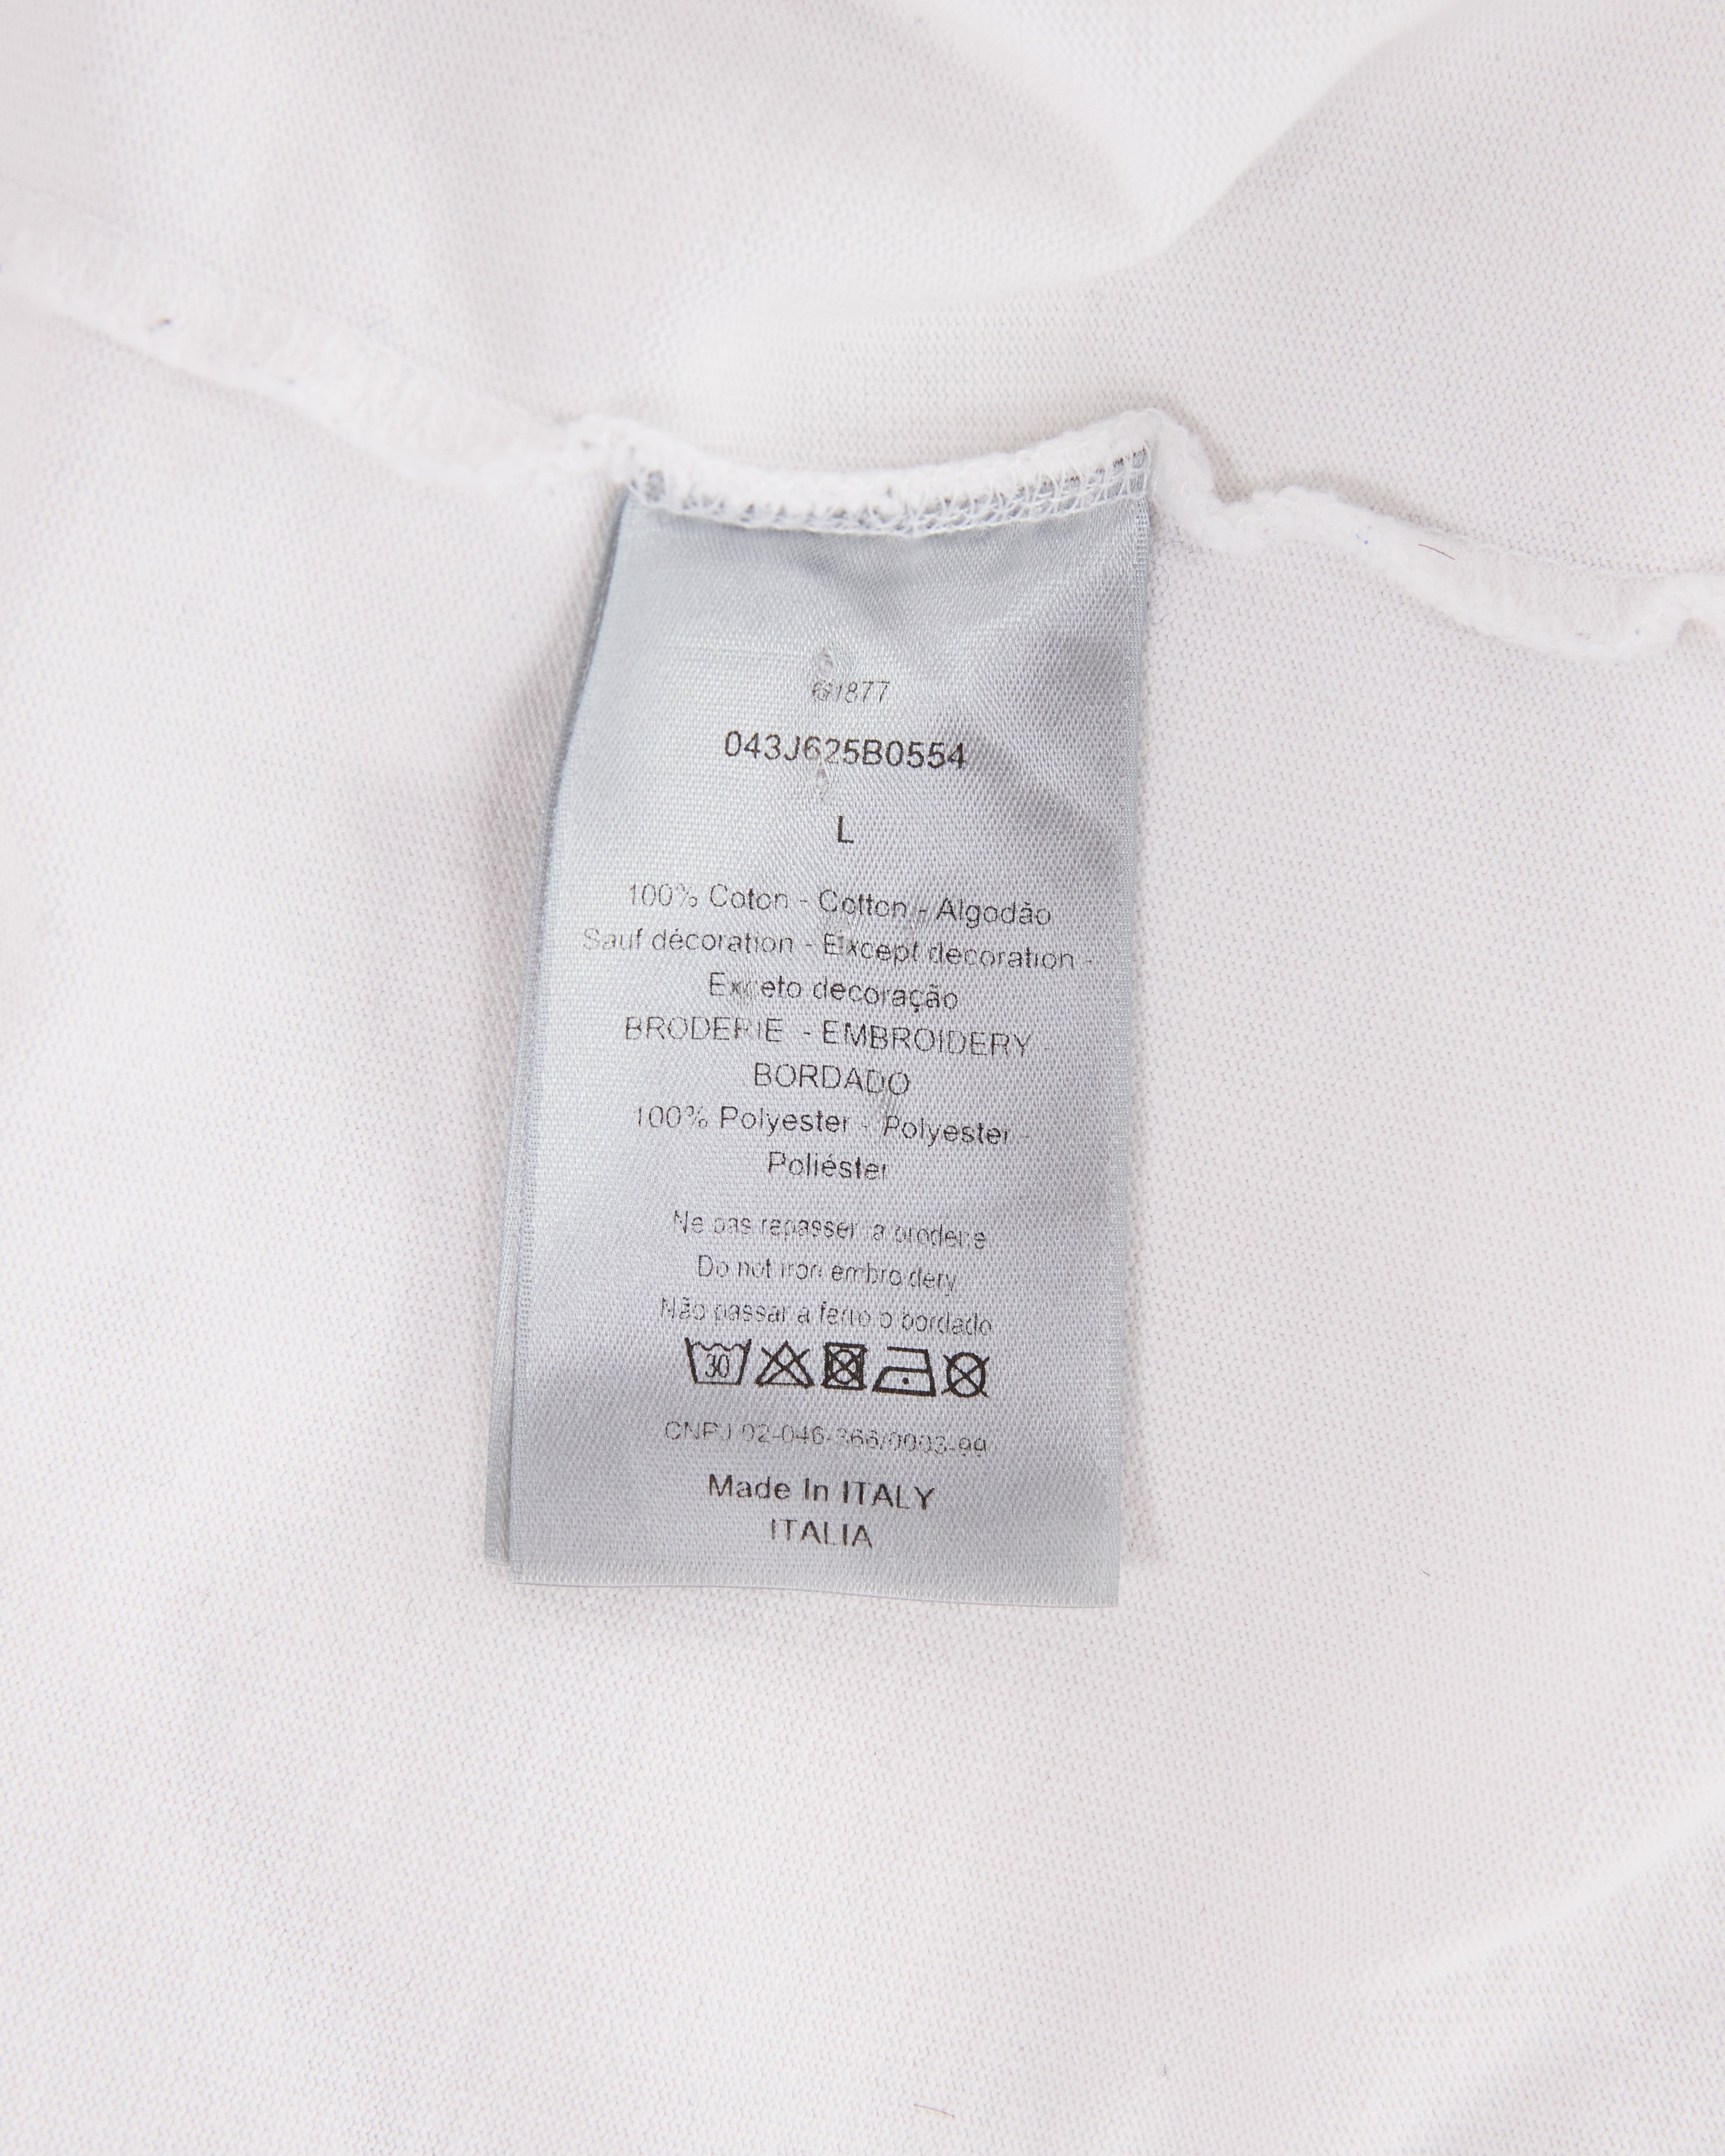 043J625B0554
L
100% Coton - Cotton - Algodão
Sauf décoration - Except decoration -
Exceto decoração
BRODERIE - EMBROIDERY
BORDADO
100% Polyester - Polyester -
Poliéster
Ne pas repasser la broderie
Do not iron embroidery
Não passar a ferro o bordado
30
CNPJ 02-046-366/0003-99
Made In ITALY
ITALIA